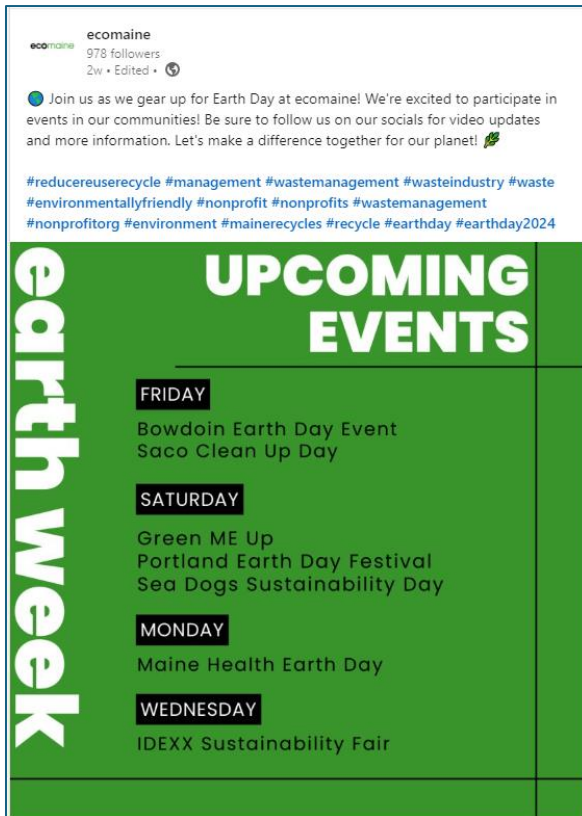 ecomaine
ecomaine
978 followers
2w • Edited •
Join us as we gear up for Earth Day at ecomaine! We're excited to participate in
events in our communities! Be sure to follow us on our socials for video updates
and more information. Let's make a difference together for our planet!
#reducereuserecycle #management #wastemanagement #wasteindustry #waste
#environmentallyfriendly #nonprofit #nonprofits #wastemanagement
#nonprofitorg #environment #mainerecycles #recycle #earthday #earthday2024
earth week
UPCOMING
EVENTS
FRIDAY
Bowdoin Earth Day Event
Saco Clean Up Day
SATURDAY
Green ME Up
Portland Earth Day Festival
Sea Dogs Sustainability Day
MONDAY
Maine Health Earth Day
WEDNESDAY
IDEXX Sustainability Fair